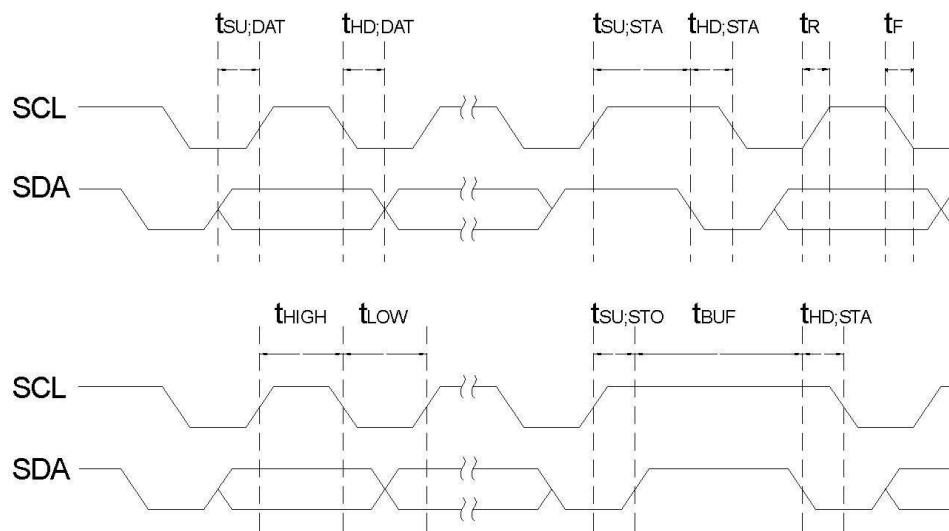 tSU;DAT tHD;DAT tSU;STA tHD;STA tR tF
SCL
SDA
tHIGH tLOW tSU;STO tBUF tHD;STA
SCL
SDA